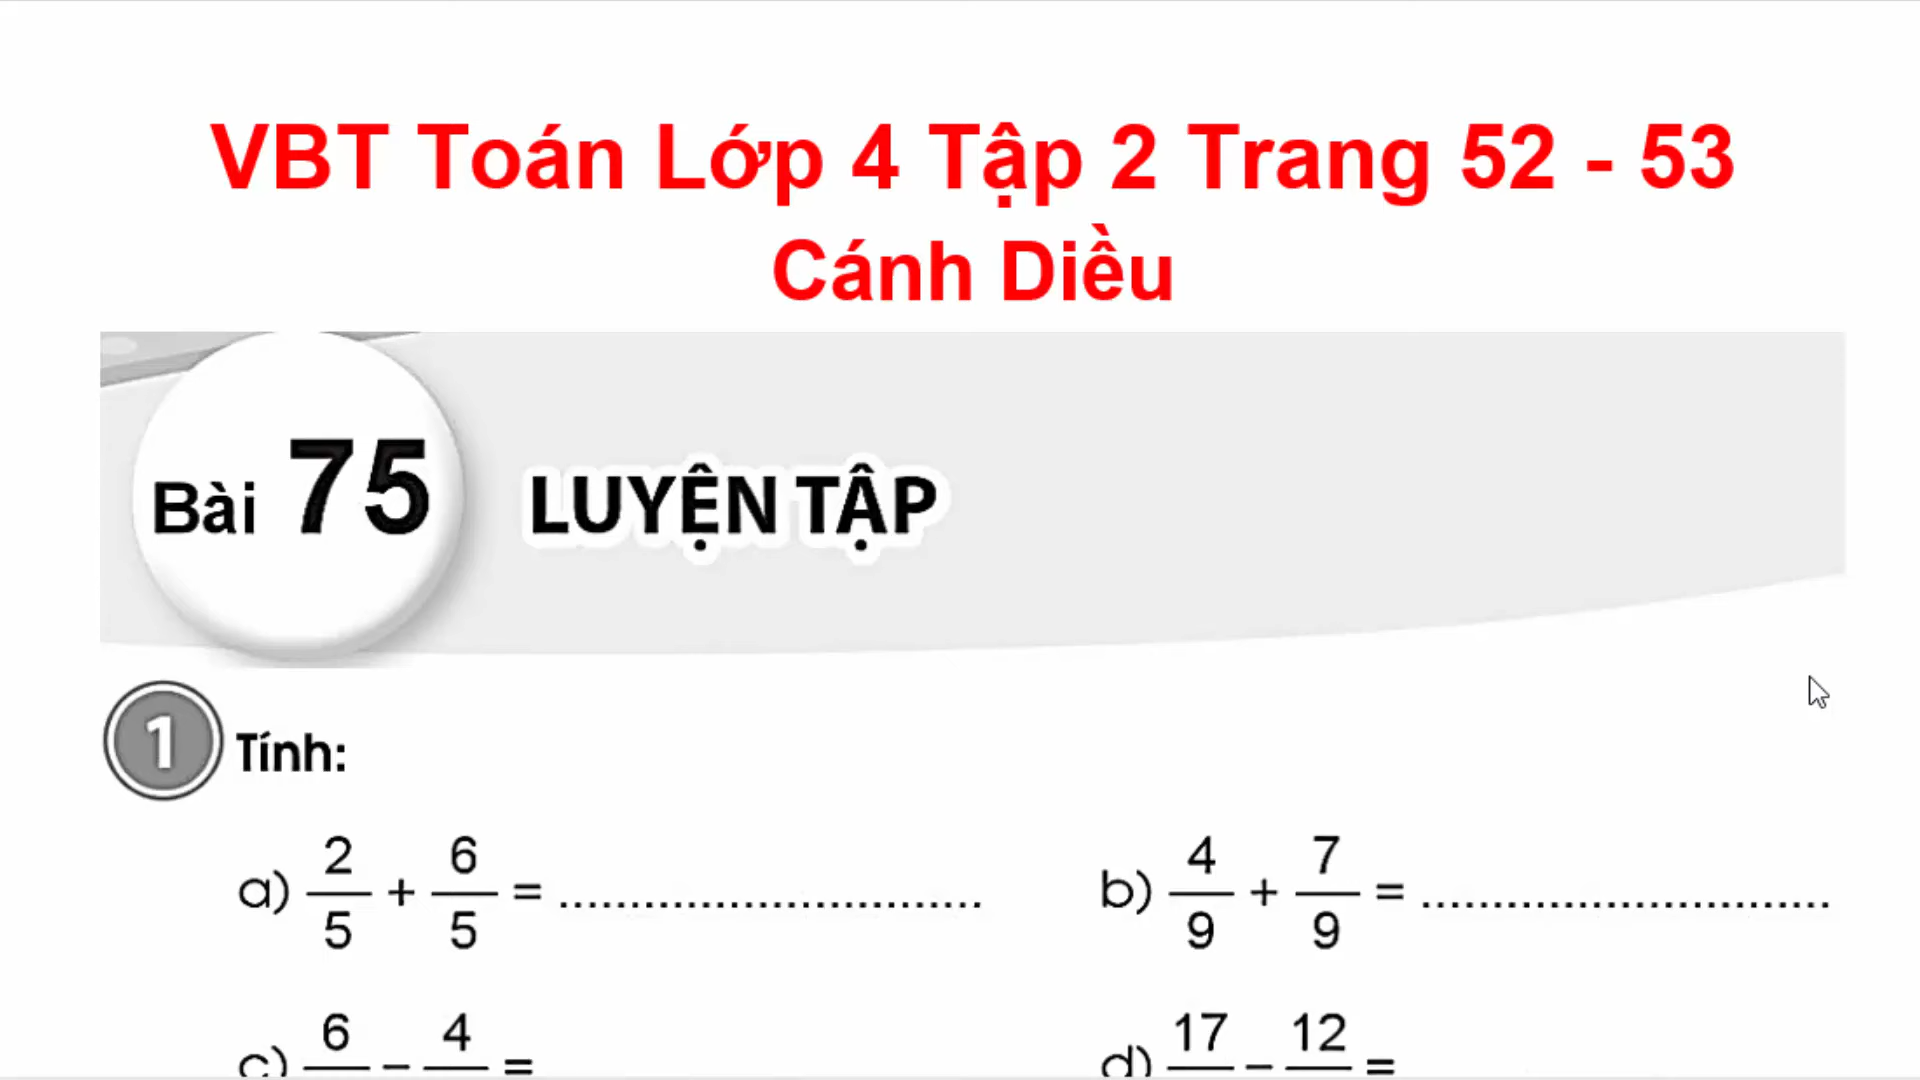 VBT Toán Lớp 4 Tập 2 Trang 52 - 53
Cánh Diều
Bài 75 LUYỆN TẬP
1 Tính:
a) 2/5 + 6/5 = .............................. b) 4/9 + 7/9 = ..............................
c) 6 − 4 = d) 17 − 12 =